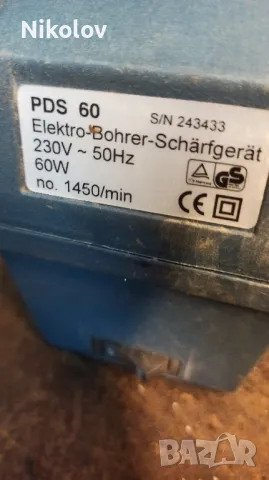 Nikolov
PDS 60 S/N 243433
Elektro-Bohrer-Schärfgerät
230V ~ 50Hz
60W
no. 1450/min
GS
CE
BAZAR